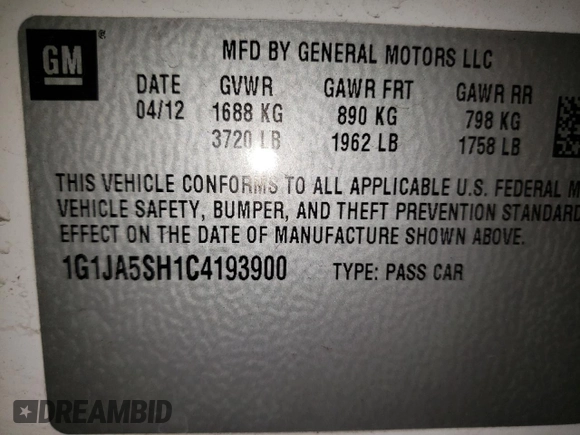 GM
®
MFD BY GENERAL MOTORS LLC
DATE GVWR GAWR FRT GAWR RR
04/12 1688 KG 890 KG 798 KG
3720 LB 1962 LB 1758 LB
THIS VEHICLE CONFORMS TO ALL APPLICABLE U.S. FEDERAL M
VEHICLE SAFETY, BUMPER, AND THEFT PREVENTION STANDARD
EFFECT ON THE DATE OF MANUFACTURE SHOWN ABOVE.
1G1JA5SH1C4193900 TYPE: PASS CAR
DREAMBID